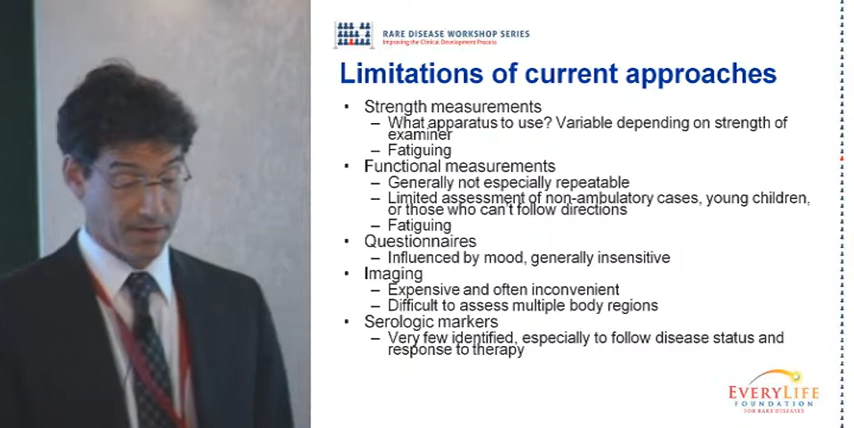 RARE DISEASE WORKSHOP SERIES
Improving the Clinical Development Process
Limitations of current approaches
• Strength measurements
– What apparatus to use? Variable depending on strength of
examiner
– Fatiguing
• Functional measurements
– Generally not especially repeatable
– Limited assessment of non-ambulatory cases, young children,
or those who can't follow directions
– Fatiguing
• Questionnaires
– Influenced by mood, generally insensitive
• Imaging
– Expensive and often inconvenient
– Difficult to assess multiple body regions
• Serologic markers
– Very few identified, especially to follow disease status and
response to therapy
EVERYLIFE
FOUNDATION
FOR RARE DISEASES